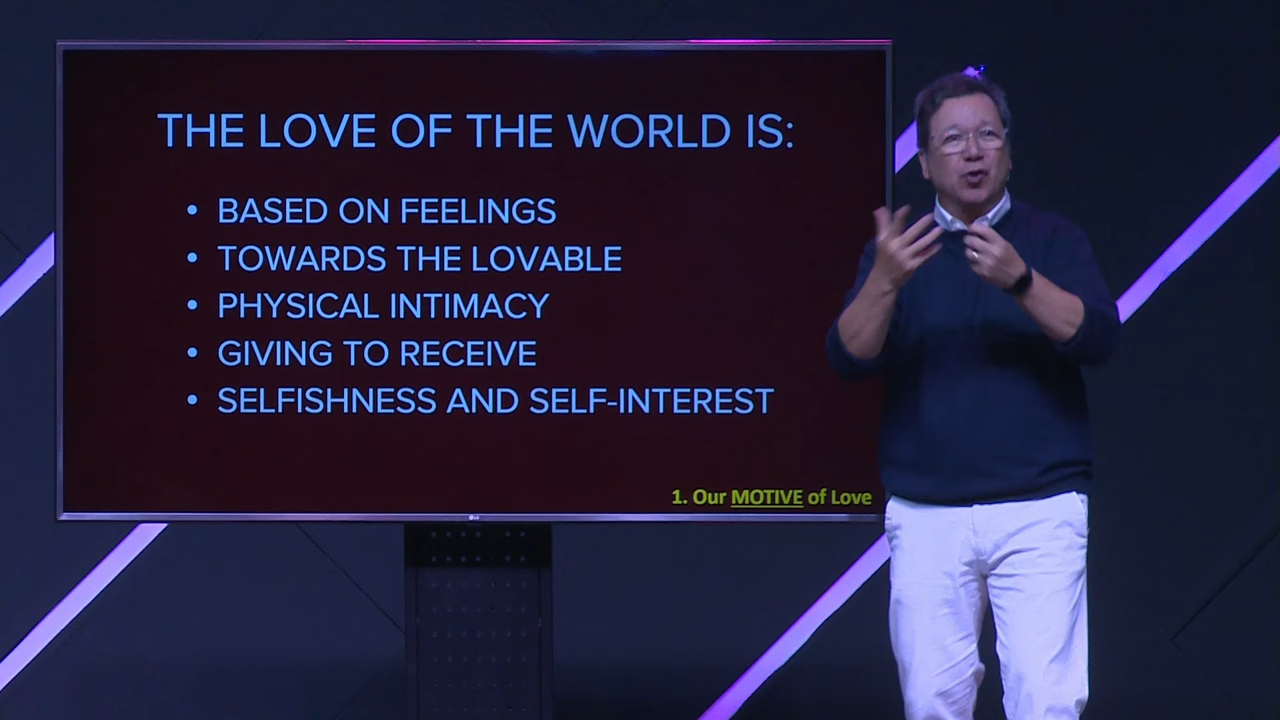 THE LOVE OF THE WORLD IS:
• BASED ON FEELINGS
• TOWARDS THE LOVABLE
• PHYSICAL INTIMACY
• GIVING TO RECEIVE
• SELFISHNESS AND SELF-INTEREST
1. Our MOTIVE of Love
LG